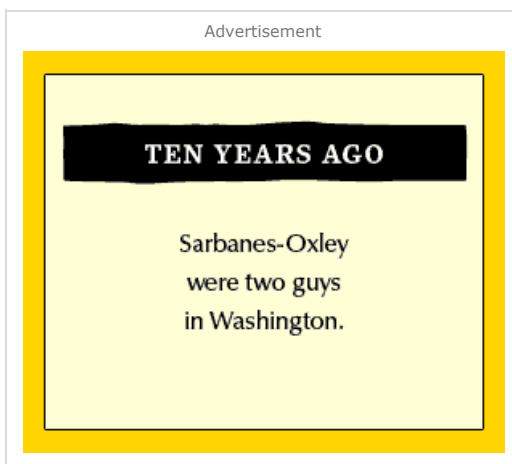 Advertisement
TEN YEARS AGO
Sarbanes-Oxley
were two guys
in Washington.